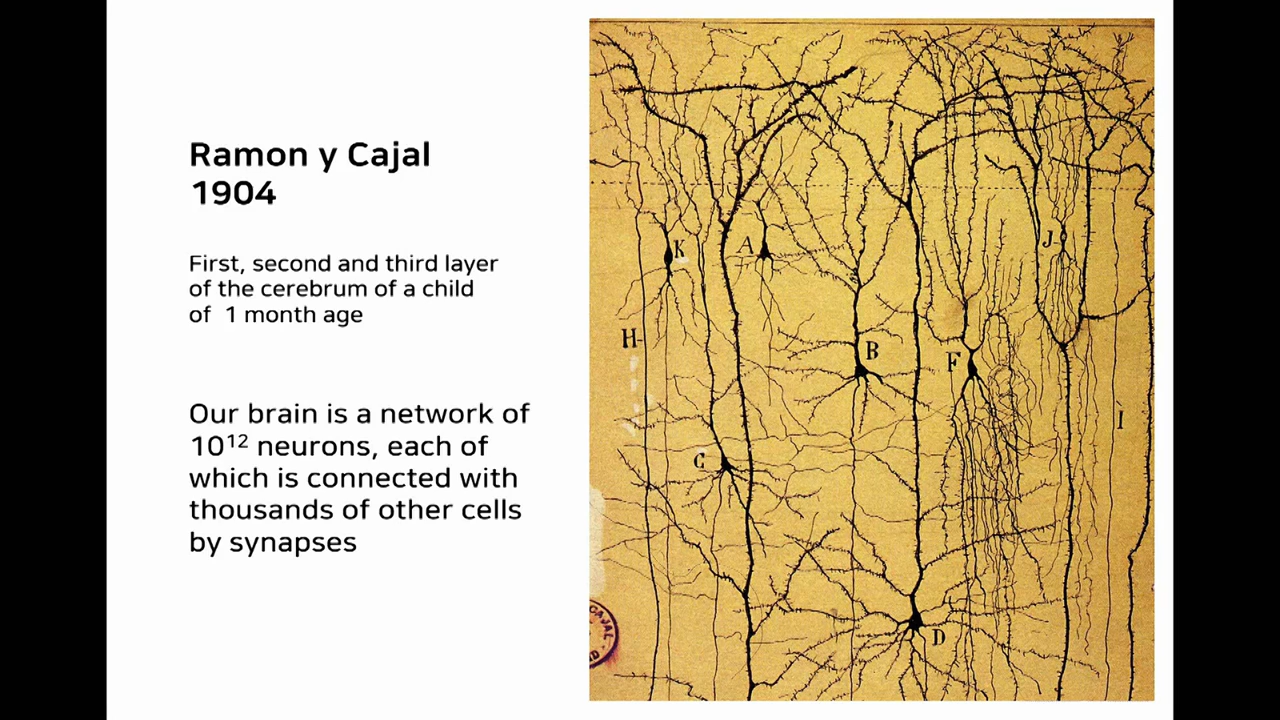 Ramon y Cajal
1904
First, second and third layer
of the cerebrum of a child
of 1 month age
Our brain is a network of
10¹² neurons, each of
which is connected with
thousands of other cells
by synapses
K
A
J
H
B
F
I
C
D
CAJAL